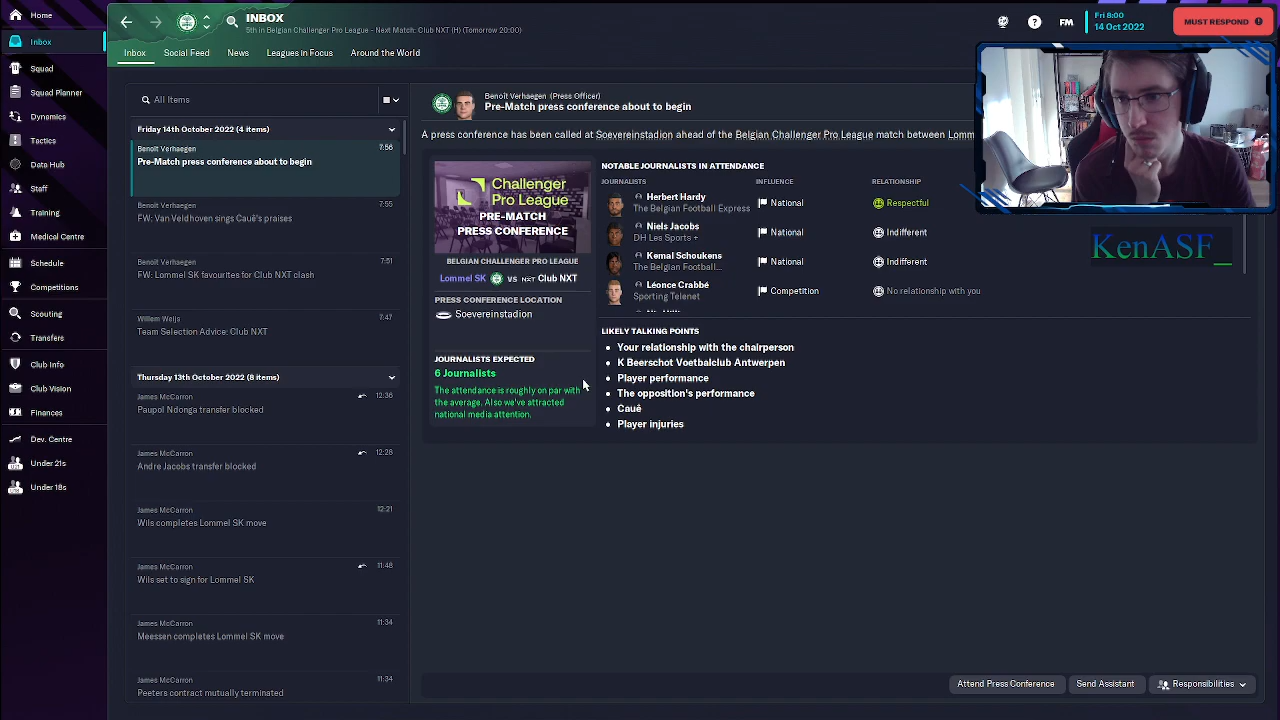 Home
Inbox
Squad
Squad Planner
Dynamics
Tactics
Data Hub
Staff
Training
Medical Centre
Schedule
Competitions
Scouting
Transfers
Club Info
Club Vision
Finances
Dev. Centre
Under 21s
Under 18s
INBOX
5th in Belgian Challenger Pro League - Next Match: Club NXT (H) (Tomorrow 20:00)
FM
Fri 8:00
14 Oct 2022
MUST RESPOND
Inbox Social Feed News Leagues in Focus Around the World
All Items
Friday 14th October 2022 (4 items)
Benoît Verhaegen 7:56
Pre-Match press conference about to begin
Benoît Verhaegen 7:55
FW: Van Veldhoven sings Cauê's praises
Benoît Verhaegen 7:51
FW: Lommel SK favourites for Club NXT clash
Willem Weijs 7:47
Team Selection Advice: Club NXT
Thursday 13th October 2022 (8 items)
James McCarron 12:36
Paupol Ndonga transfer blocked
James McCarron 12:28
Andre Jacobs transfer blocked
James McCarron 12:21
Wils completes Lommel SK move
James McCarron 11:48
Wils set to sign for Lommel SK
James McCarron 11:34
Meessen completes Lommel SK move
James McCarron 11:34
Peeters contract mutually terminated
Benoît Verhaegen (Press Officer)
Pre-Match press conference about to begin
A press conference has been called at Soevereinstadion ahead of the Belgian Challenger Pro League match between Lomm
Challenger
Pro League
PRE-MATCH
PRESS CONFERENCE
BELGIAN CHALLENGER PRO LEAGUE
Lommel SK vs NXT Club NXT
PRESS CONFERENCE LOCATION
Soevereinstadion
JOURNALISTS EXPECTED
6 Journalists
The attendance is roughly on par with
the average. Also we've attracted
national media attention.
NOTABLE JOURNALISTS IN ATTENDANCE
JOURNALISTS INFLUENCE RELATIONSHIP
Herbert Hardy
The Belgian Football Express
National Respectful
Niels Jacobs
DH Les Sports +
National Indifferent
Kemal Schoukens
The Belgian Football...
National Indifferent
Léonce Crabbé
Sporting Telenet
Competition No relationship with you
LIKELY TALKING POINTS
Your relationship with the chairperson
K Beerschot Voetbalclub Antwerpen
Player performance
The opposition's performance
Cauê
Player injuries
KenASF_
Attend Press Conference Send Assistant Responsibilities